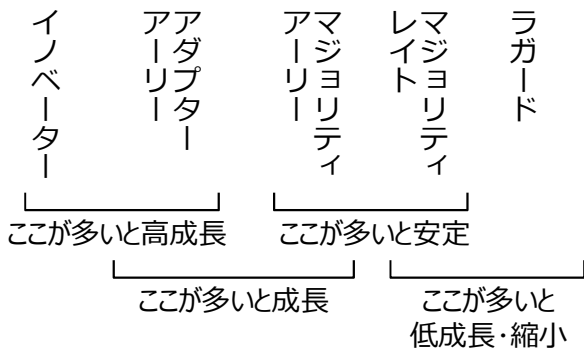 イノベーター
アーリー
アダプター
アーリー
マジョリティ
レイト
マジョリティ
ラガード
ここが多いと高成長
ここが多いと安定
ここが多いと成長
ここが多いと
低成長・縮小